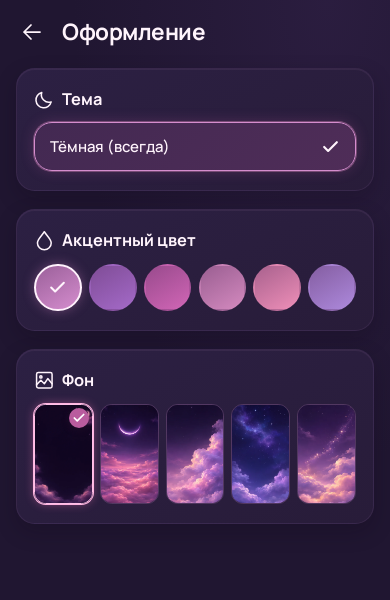 Оформление
Тема
Тёмная (всегда)
Акцентный цвет
Фон